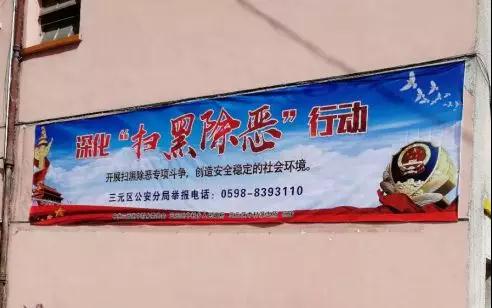 深化“扫黑除恶”行动
开展扫黑除恶专项斗争，创造安全稳定的社会环境。
三元区公安分局举报电话：0598-8393110